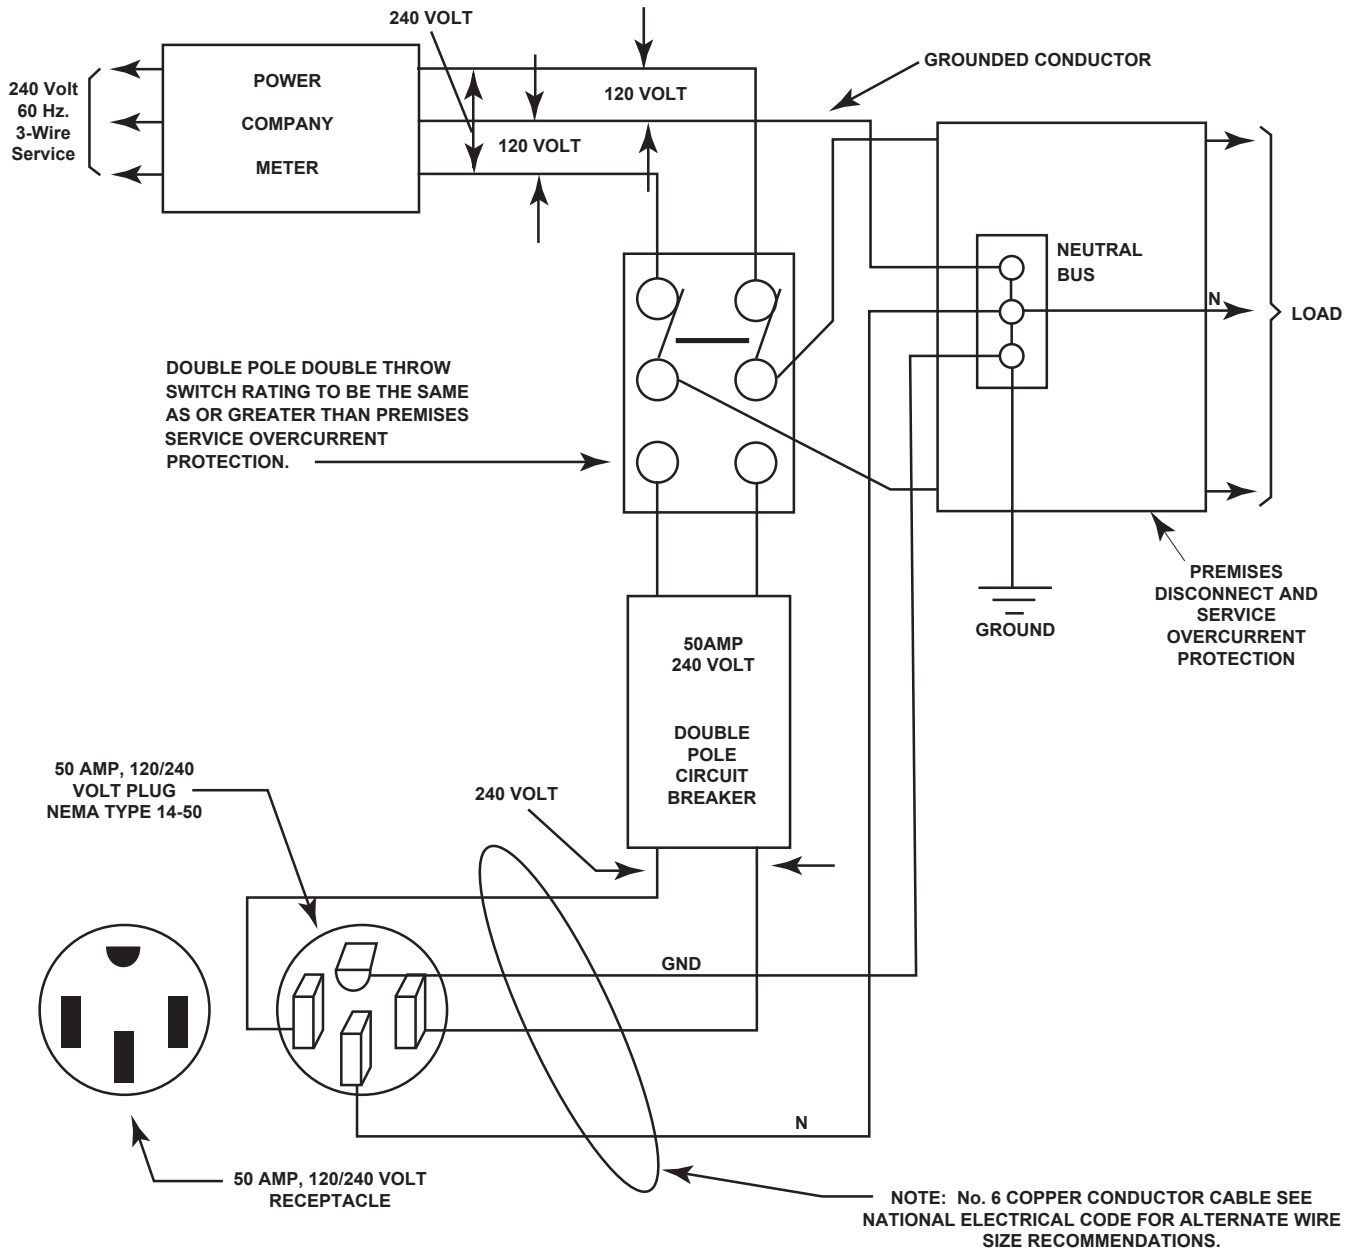 240 VOLT
GROUNDED CONDUCTOR
240 Volt
60 Hz.
3-Wire
Service
POWER
COMPANY
METER
120 VOLT
120 VOLT
NEUTRAL
BUS
N
LOAD
DOUBLE POLE DOUBLE THROW
SWITCH RATING TO BE THE SAME
AS OR GREATER THAN PREMISES
SERVICE OVERCURRENT
PROTECTION.
GROUND
PREMISES
DISCONNECT AND
SERVICE
OVERCURRENT
PROTECTION
50AMP
240 VOLT
DOUBLE
POLE
CIRCUIT
BREAKER
50 AMP, 120/240
VOLT PLUG
NEMA TYPE 14-50
240 VOLT
GND
N
50 AMP, 120/240 VOLT
RECEPTACLE
NOTE: No. 6 COPPER CONDUCTOR CABLE SEE
NATIONAL ELECTRICAL CODE FOR ALTERNATE WIRE
SIZE RECOMMENDATIONS.